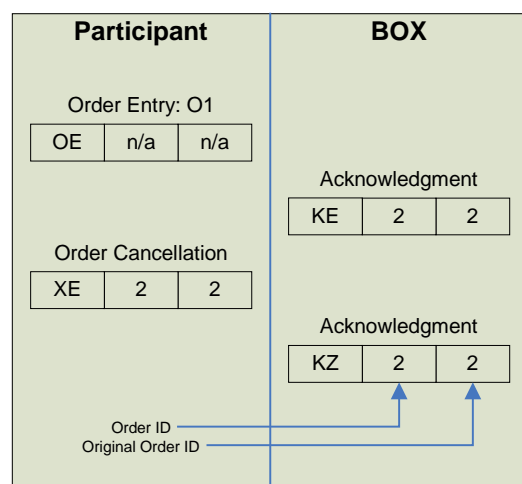 Participant
BOX
Order Entry: O1
OE n/a n/a
Acknowledgment
KE 2 2
Order Cancellation
XE 2 2
Acknowledgment
KZ 2 2
Order ID
Original Order ID